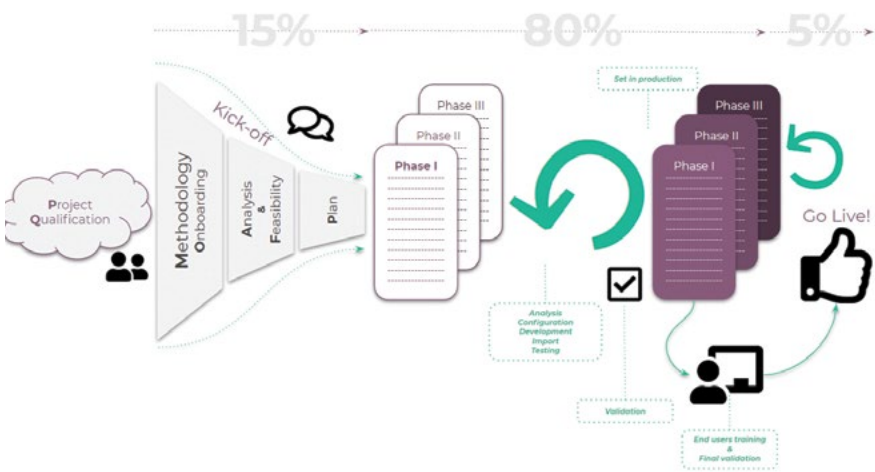 15%
80%
5%
Project
Qualification
Methodology
Onboarding
Kick-off
Analysis
&
Feasibility
Plan
Phase III
Phase II
Phase I
Set in production
Analysis
Configuration
Development
Import
Testing
Validation
Phase III
Phase II
Phase I
Go Live!
End users training
&
Final validation